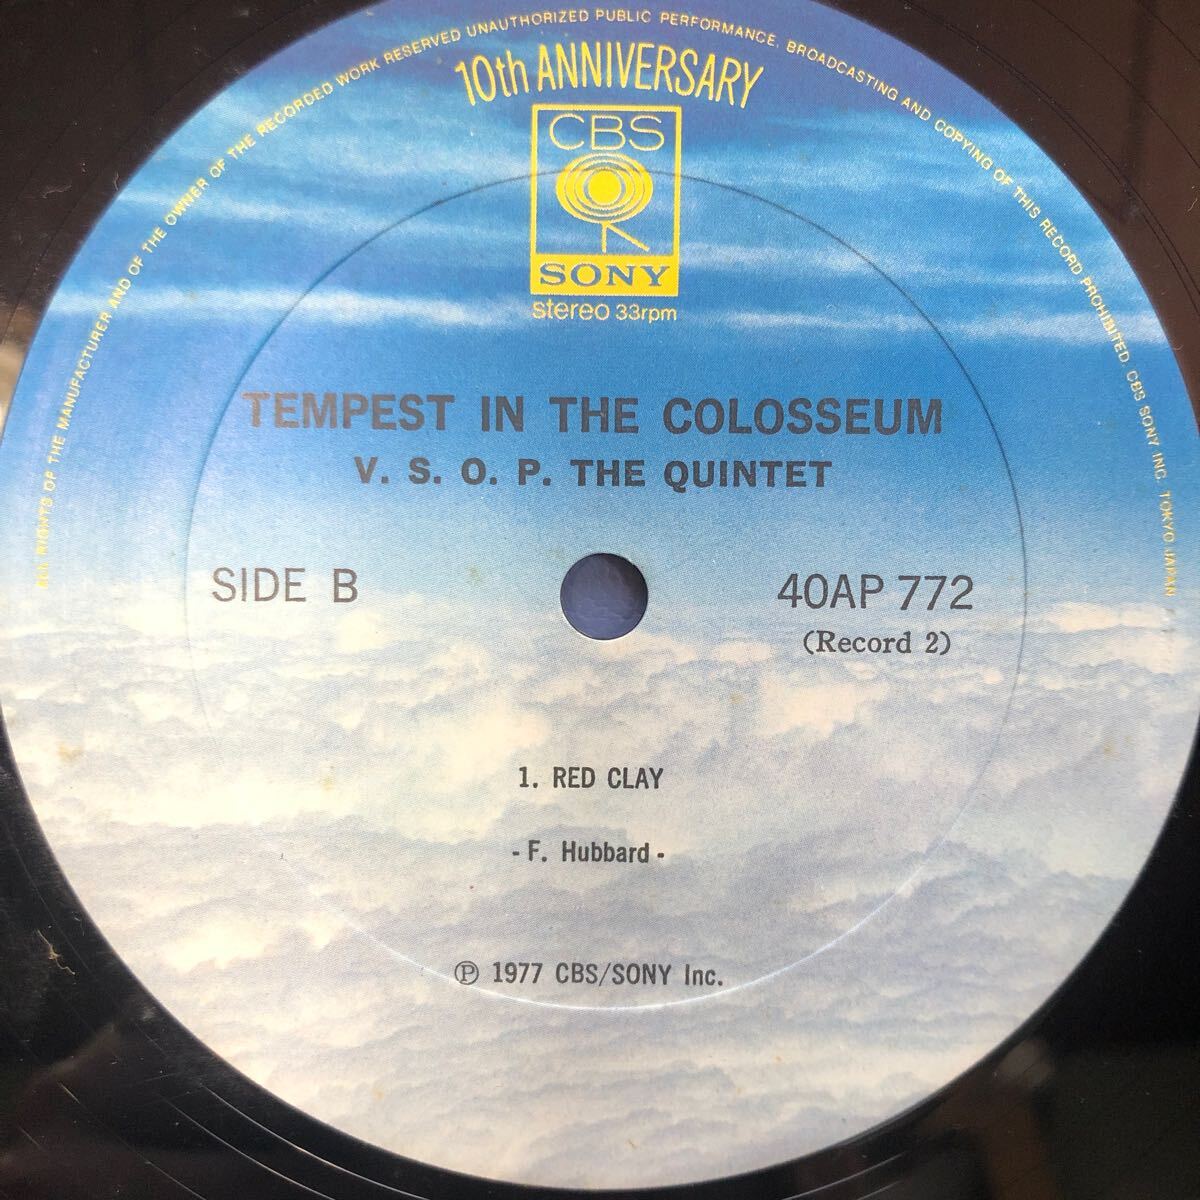 ALL RIGHTS OF THE MANUFACTURER AND OF THE OWNER OF THE RECORDED WORK RESERVED UNAUTHORIZED PUBLIC PERFORMANCE, BROADCASTING AND COPYING OF THIS RECORD PROHIBITED. CBS SONY INC. TOKYO JAPAN
10th ANNIVERSARY
CBS
SONY
stereo 33rpm
TEMPEST IN THE COLOSSEUM
V. S. O. P. THE QUINTET
SIDE B
40AP 772
(Record 2)
1. RED CLAY
- F. Hubbard -
Ⓟ 1977 CBS/SONY Inc.